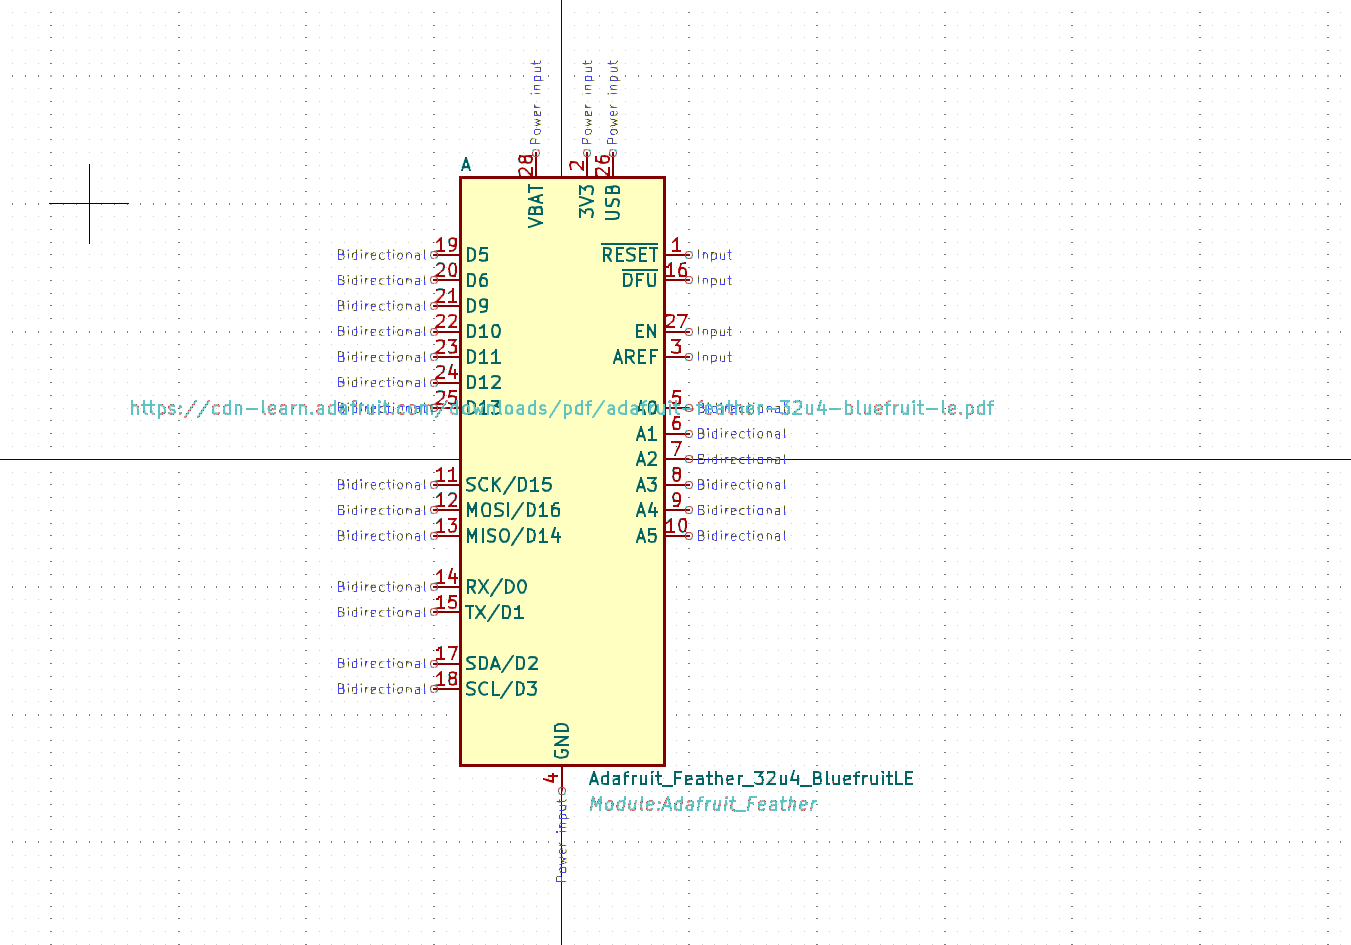 Power input Power input Power input
A 28 2 26
VBAT 3V3 USB
Bidirectional 19 D5 RESET 1 Input
Bidirectional 20 D6 DFU 16 Input
Bidirectional 21 D9
Bidirectional 22 D10 EN 27 Input
Bidirectional 23 D11 AREF 3 Input
Bidirectional 24 D12
Bidirectional 25 D13 A0 5 Bidirectional
https://cdn-learn.adafruit.com/downloads/pdf/adafruit-feather-32u4-bluefruit-le.pdf
A1 6 Bidirectional
A2 7 Bidirectional
Bidirectional 11 SCK/D15 A3 8 Bidirectional
Bidirectional 12 MOSI/D16 A4 9 Bidirectional
Bidirectional 13 MISO/D14 A5 10 Bidirectional
Bidirectional 14 RX/D0
Bidirectional 15 TX/D1
Bidirectional 17 SDA/D2
Bidirectional 18 SCL/D3
GND
4 Adafruit_Feather_32u4_BluefruitLE
Module:Adafruit_Feather
Power input